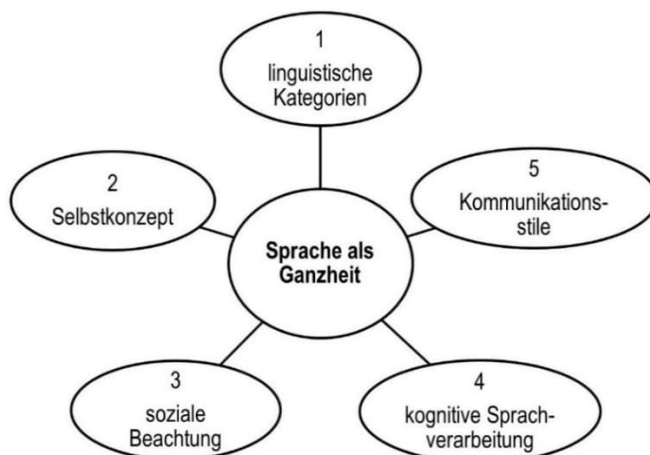 1
linguistische
Kategorien
2
Selbstkonzept
5
Kommunikations-
stile
Sprache als
Ganzheit
3
soziale
Beachtung
4
kognitive Sprach-
verarbeitung